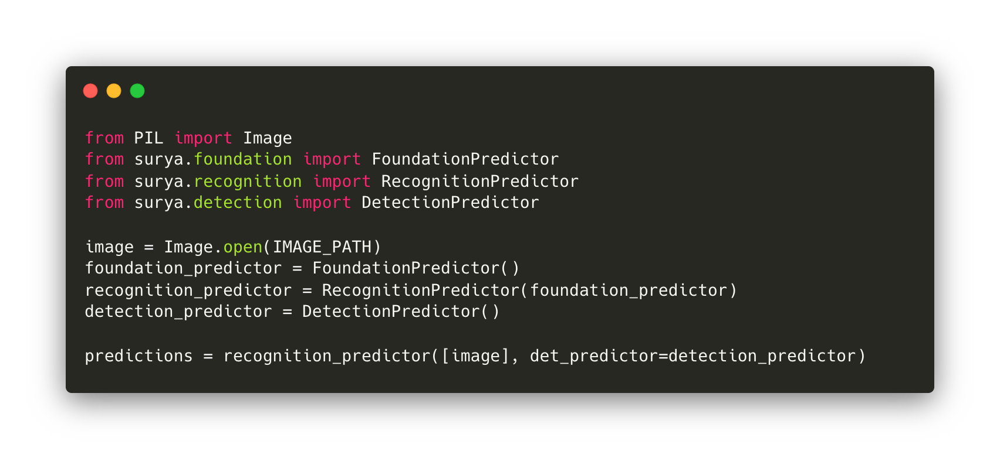 from PIL import Image
from surya.foundation import FoundationPredictor
from surya.recognition import RecognitionPredictor
from surya.detection import DetectionPredictor

image = Image.open(IMAGE_PATH)
foundation_predictor = FoundationPredictor()
recognition_predictor = RecognitionPredictor(foundation_predictor)
detection_predictor = DetectionPredictor()

predictions = recognition_predictor([image], det_predictor=detection_predictor)